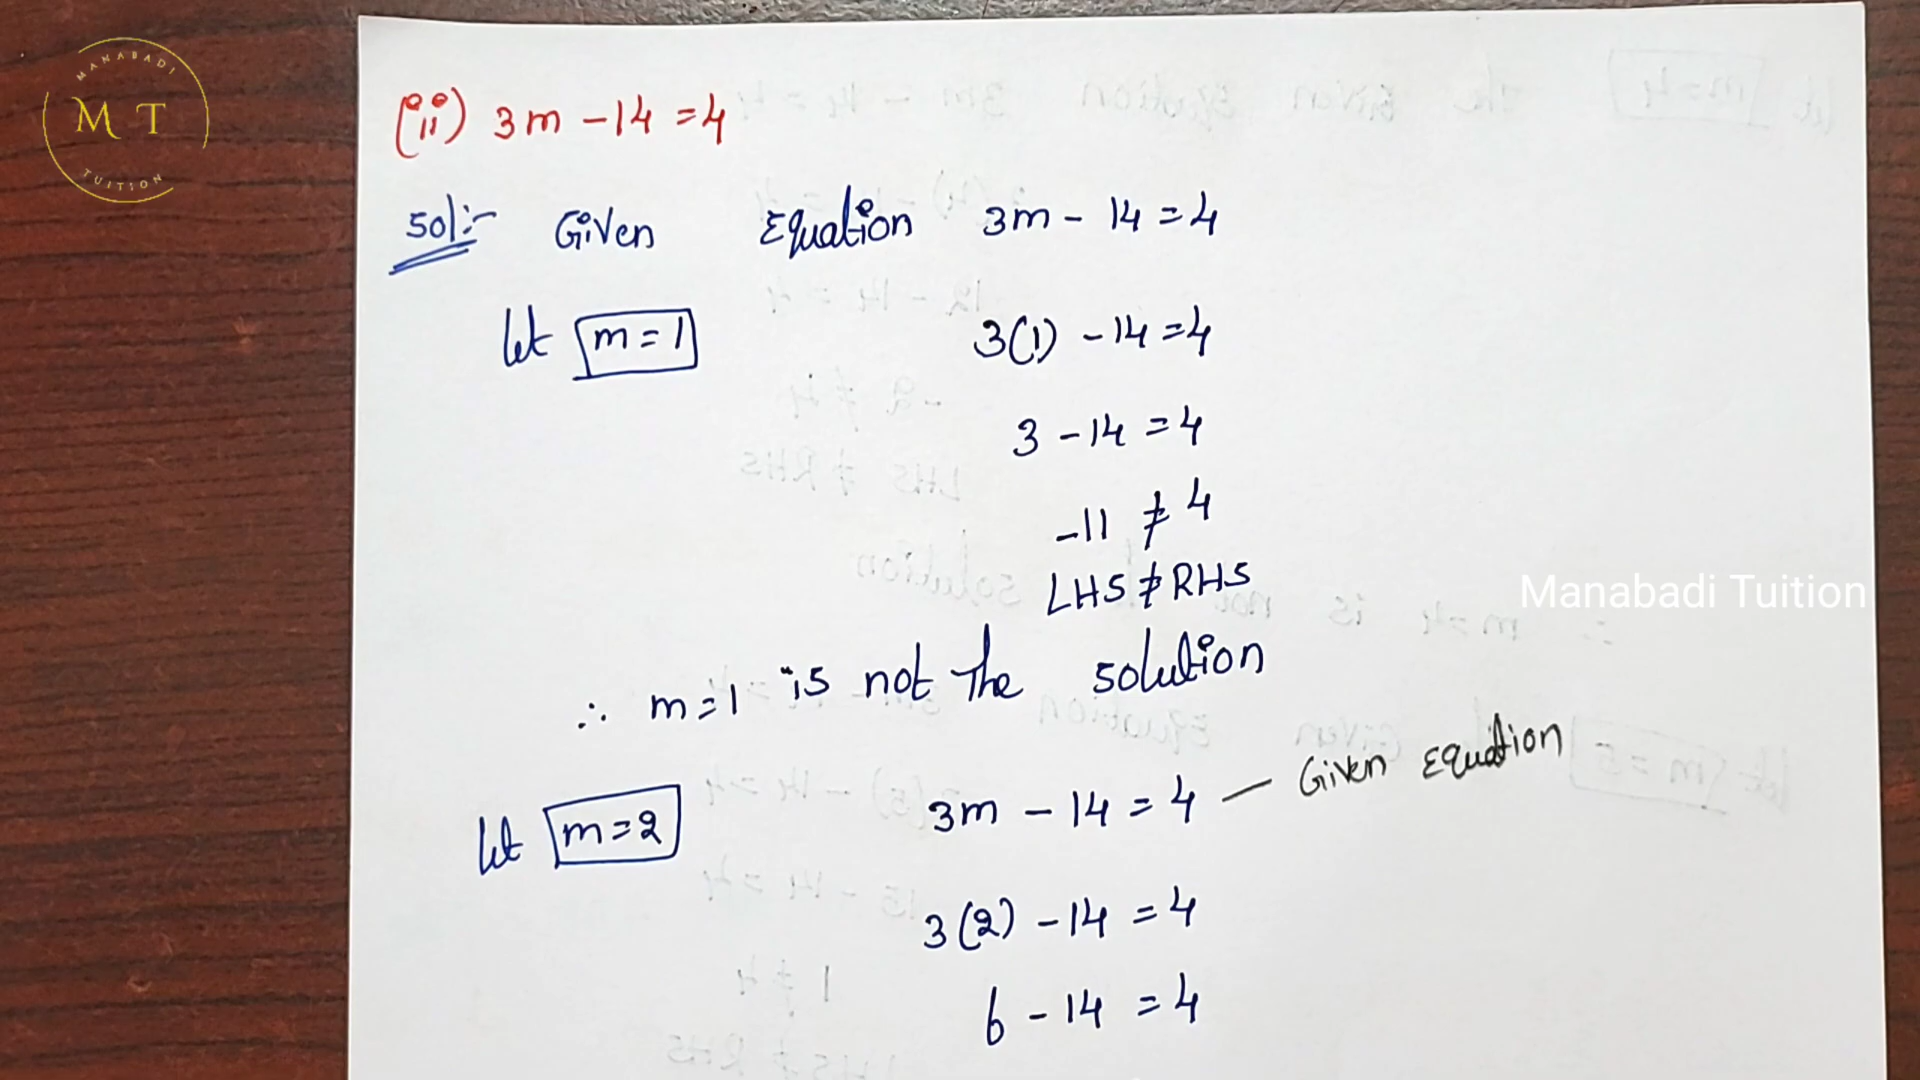 MANABADI
M T
TUITION
(ii) 3m - 14 = 4
Sol:- Given Equation 3m - 14 = 4
let m = 1 3(1) - 14 = 4
3 - 14 = 4
-11 ≠ 4
LHS ≠ RHS
Manabadi Tuition
∴ m = 1 is not the solution
let m = 2 3m - 14 = 4 — Given Equation
3(2) - 14 = 4
6 - 14 = 4